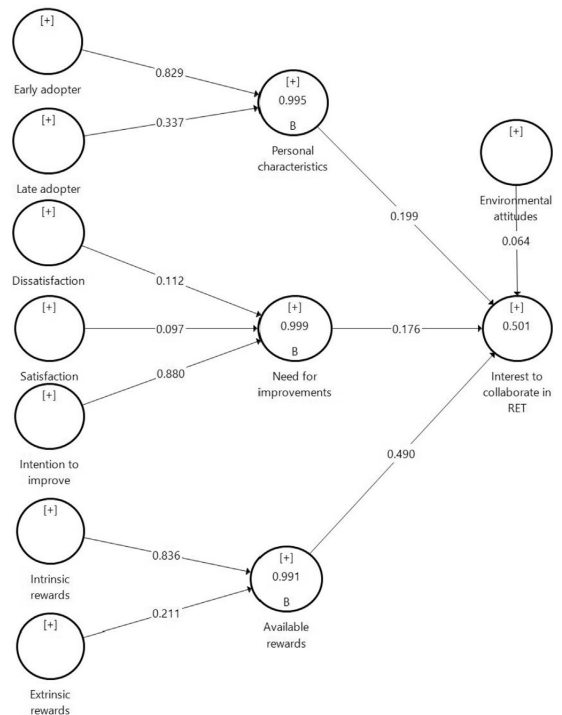 [+]
Early adopter
0.829
[+]
0.995
B
Personal
characteristics
[+]
Late adopter
0.337
[+]
Environmental
attitudes
0.064
0.199
[+]
Dissatisfaction
0.112
[+]
Satisfaction
0.097
[+]
0.999
B
Need for
improvements
0.176
[+]
0.501
Interest to
collaborate in
RET
[+]
Intention to
improve
0.880
0.490
[+]
Intrinsic
rewards
0.836
[+]
0.991
B
Available
rewards
[+]
Extrinsic
rewards
0.211